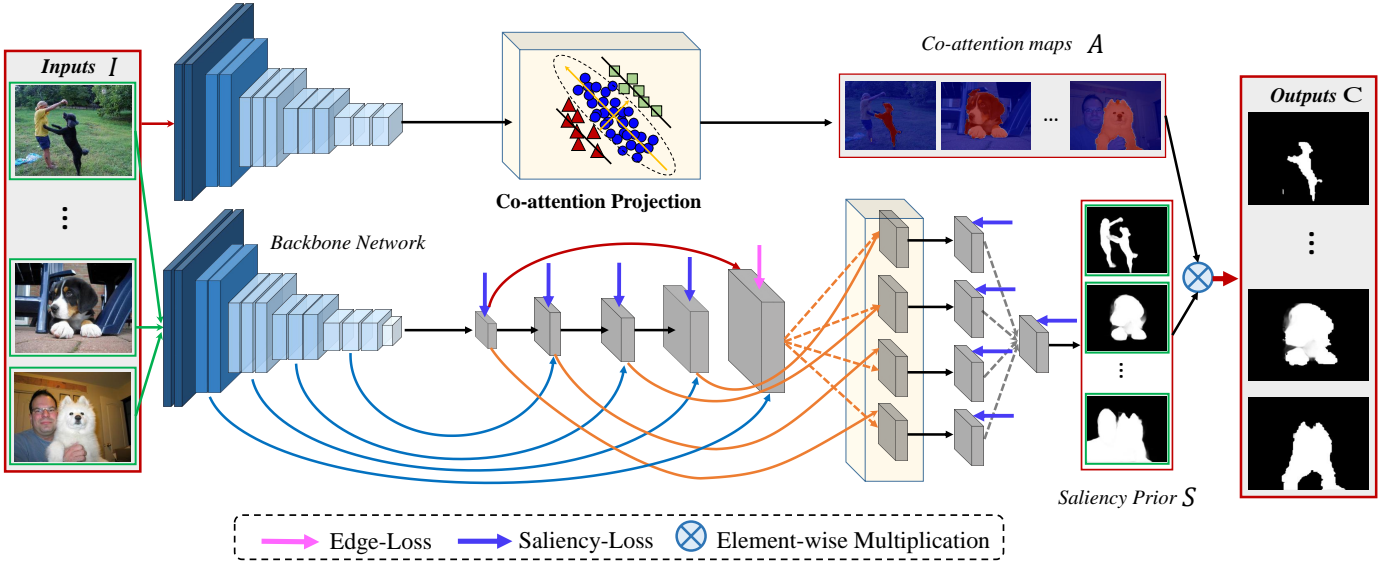 Inputs I
Co-attention maps A
Outputs C
...
Co-attention Projection
Backbone Network
...
...
...
...
Saliency Prior S
Edge-Loss
Saliency-Loss
Element-wise Multiplication